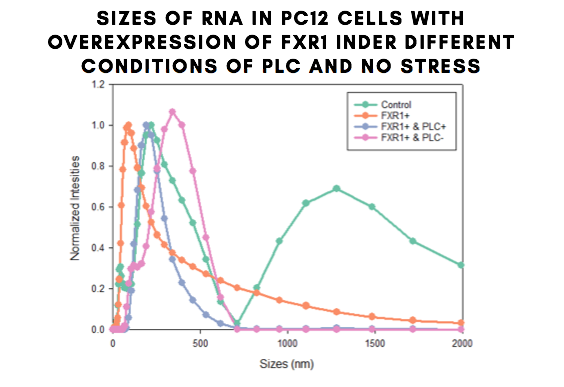 SIZES OF RNA IN PC12 CELLS WITH
OVEREXPRESSION OF FXR1 INDER DIFFERENT
CONDITIONS OF PLC AND NO STRESS
1.2
1.0
0.8
0.6
0.4
0.2
0.0
Normalized Intesities
Control
FXR1+
FXR1+ & PLC+
FXR1+ & PLC-
0
500
1000
1500
2000
Sizes (nm)